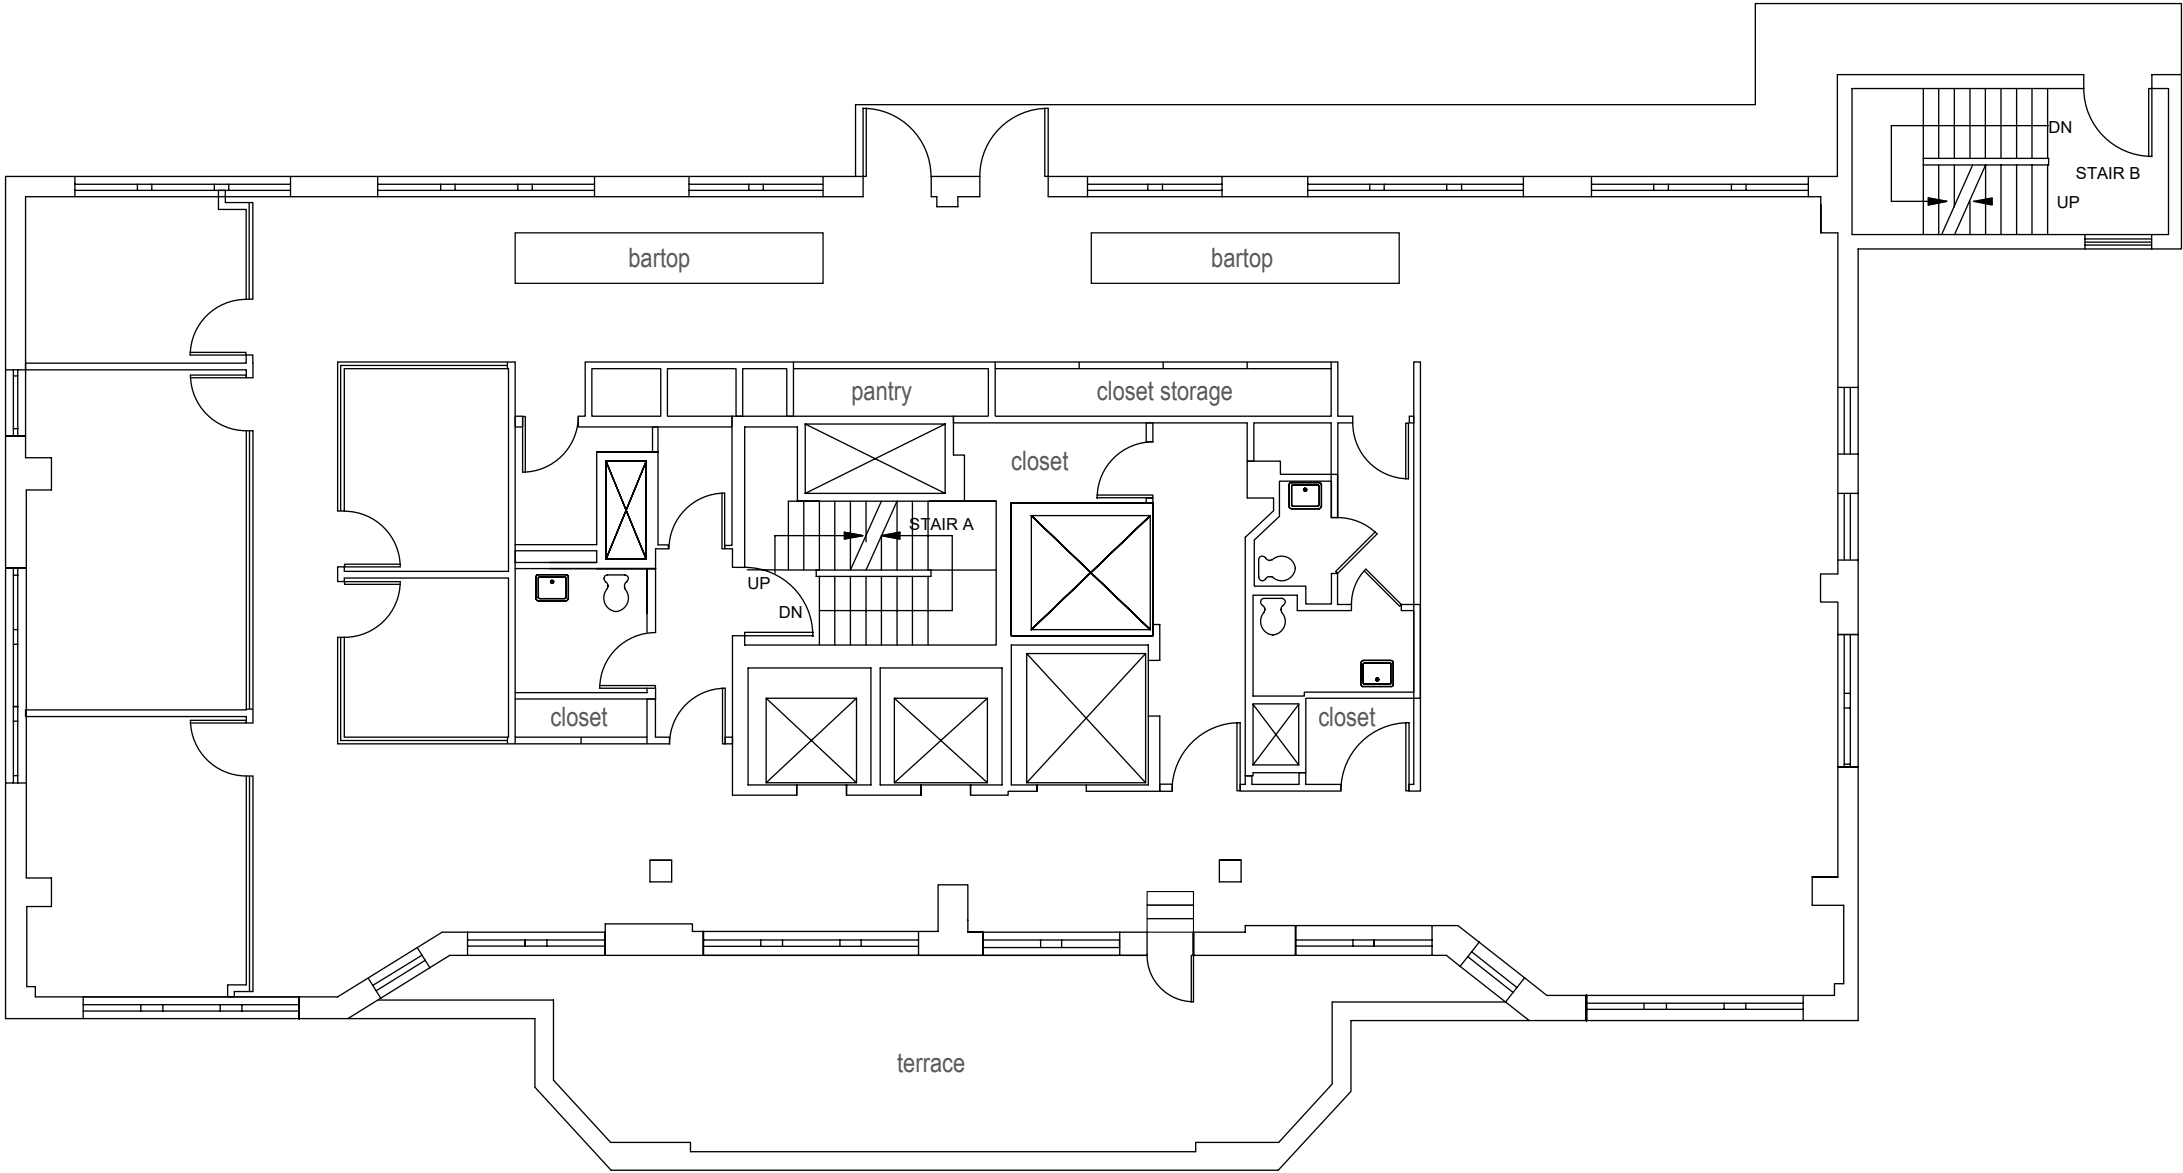 DN
STAIR B
UP
bartop
bartop
pantry
closet storage
closet
STAIR A
UP
DN
closet
closet
terrace